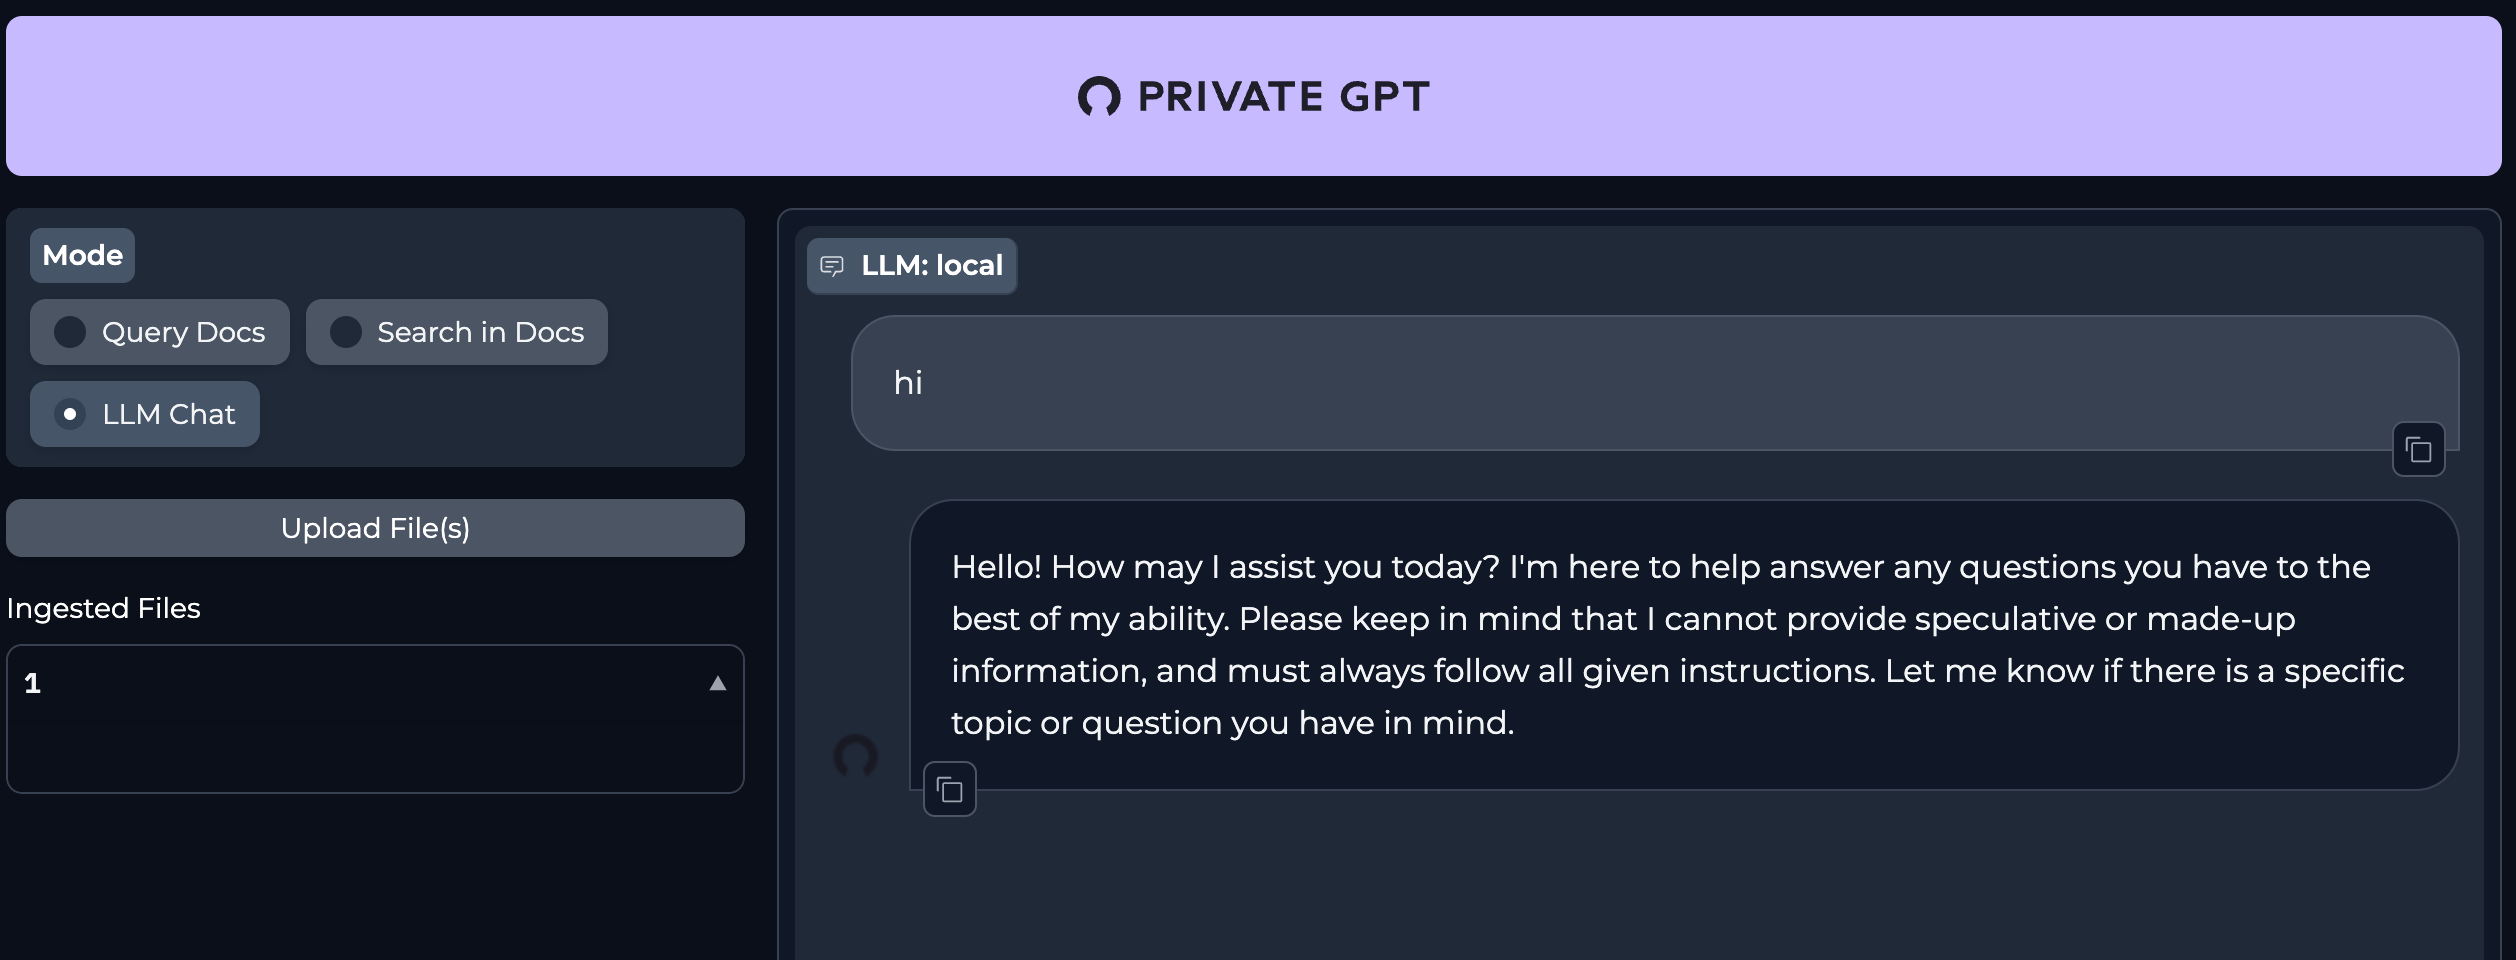 PRIVATE GPT
Mode
Query Docs
Search in Docs
LLM Chat
Upload File(s)
Ingested Files
1
LLM: local
hi
Hello! How may I assist you today? I'm here to help answer any questions you have to the
best of my ability. Please keep in mind that I cannot provide speculative or made-up
information, and must always follow all given instructions. Let me know if there is a specific
topic or question you have in mind.